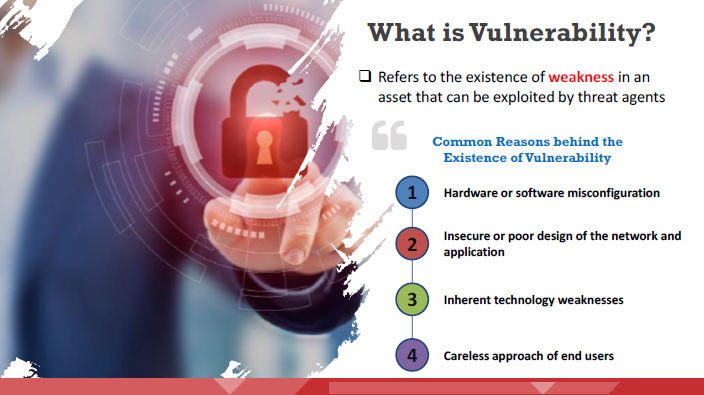 What is Vulnerability?
❑ Refers to the existence of weakness in an
asset that can be exploited by threat agents
“
Common Reasons behind the
Existence of Vulnerability
1 Hardware or software misconfiguration
2 Insecure or poor design of the network and
application
3 Inherent technology weaknesses
4 Careless approach of end users